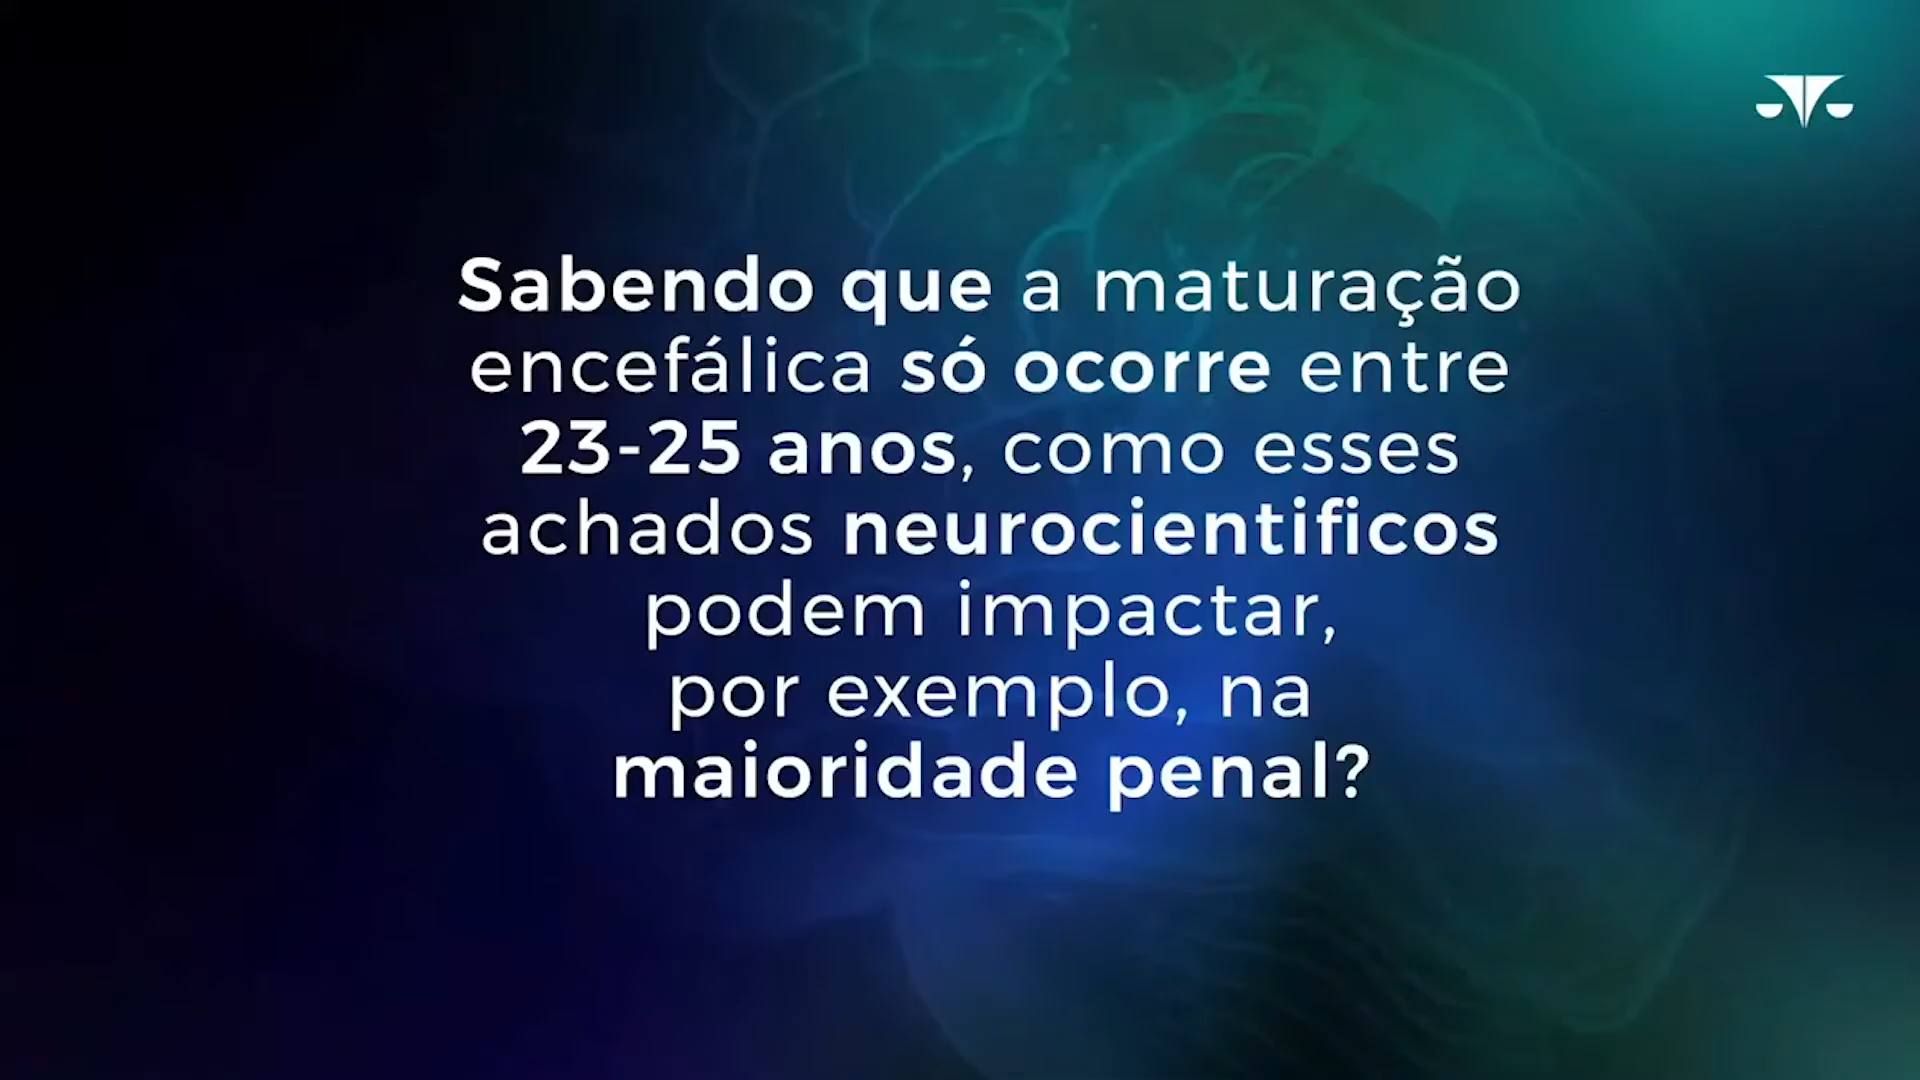 Sabendo que a maturação
encefálica só ocorre entre
23-25 anos, como esses
achados neurocientificos
podem impactar,
por exemplo, na
maioridade penal?